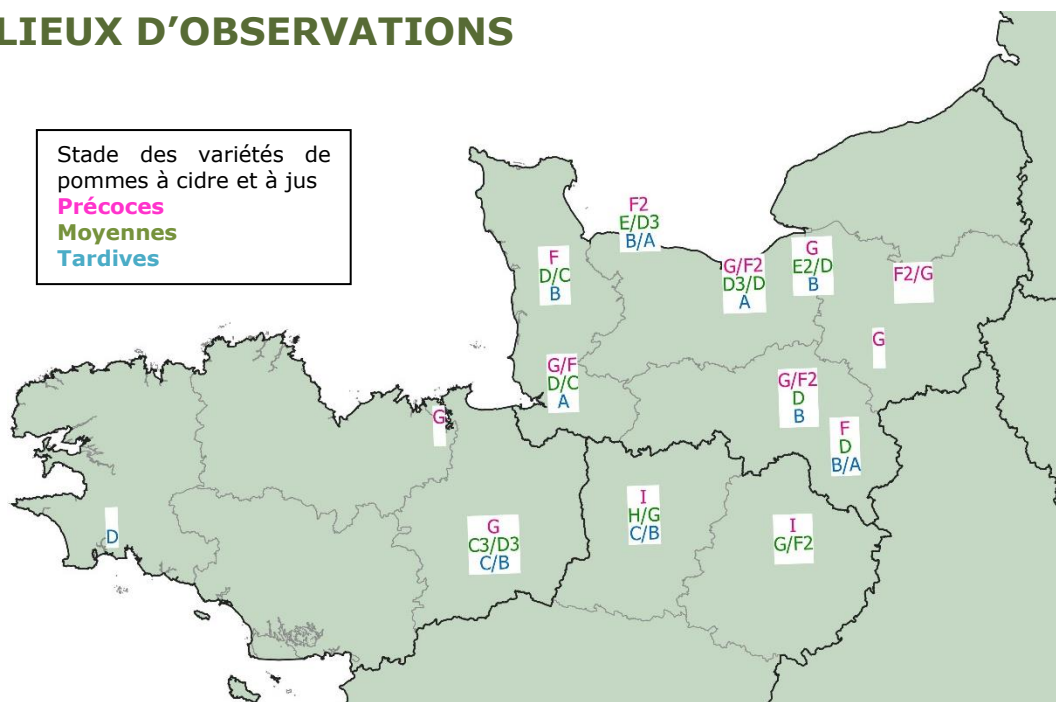 LIEUX D'OBSERVATIONS
Stade des variétés de
pommes à cidre et à jus
Précoces
Moyennes
Tardives
F2
E/D3
B/A
F
D/C
B
G/F2
D3/D
A
G
E2/D
B
F2/G
G
G/F
D/C
A
G/F2
D
B
G
F
D
B/A
D
G
C3/D3
C/B
I
H/G
C/B
I
G/F2